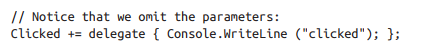 // Notice that we omit the parameters:
Clicked += delegate { Console.WriteLine ("clicked"); };